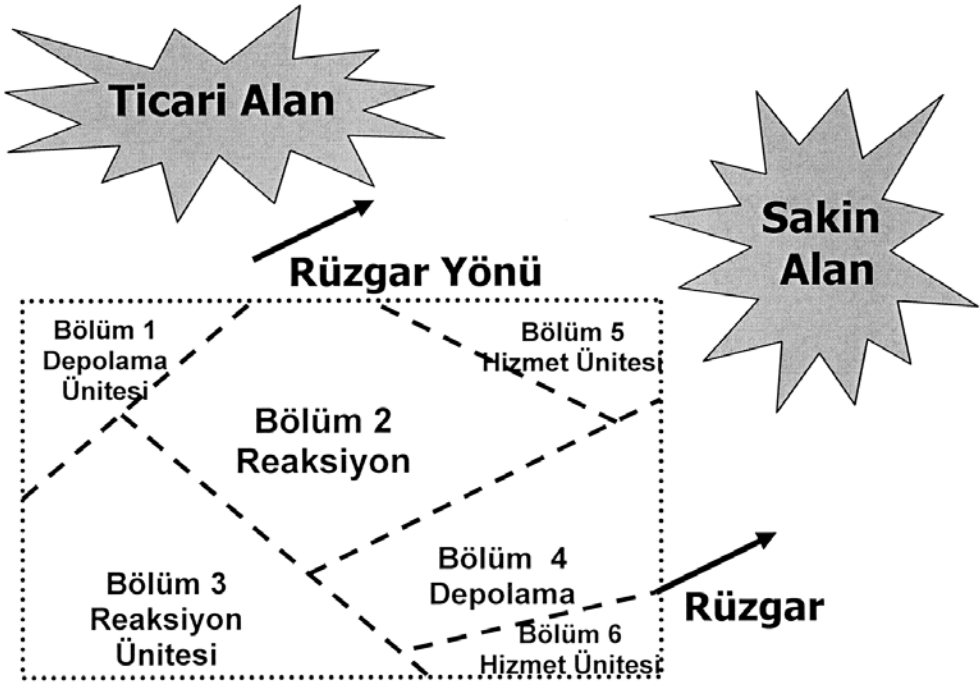 Ticari Alan
Sakin
Alan
Rüzgar Yönü
Bölüm 1
Depolama
Ünitesi
Bölüm 5
Hizmet Ünitesi
Bölüm 2
Reaksiyon
Bölüm 4
Depolama
Bölüm 3
Reaksiyon
Ünitesi
Rüzgar
Bölüm 6
Hizmet Ünitesi